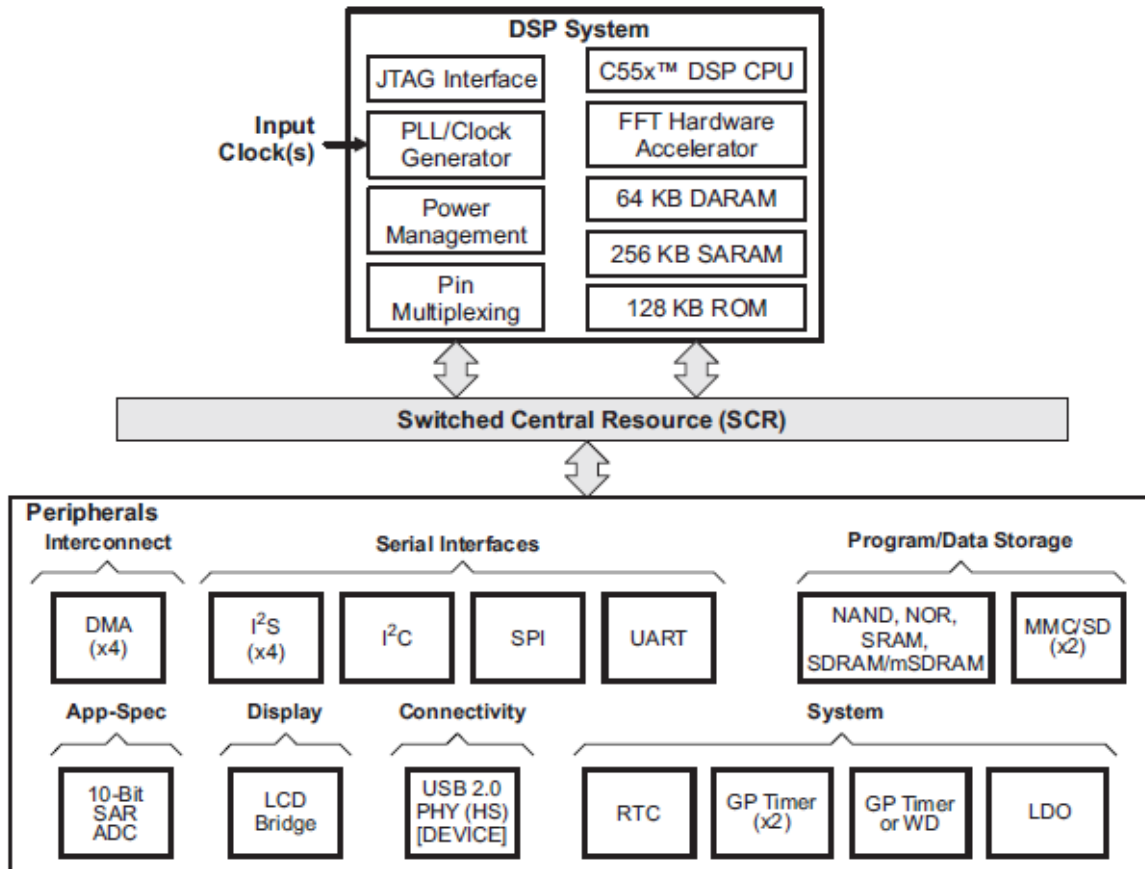 DSP System
JTAG Interface
C55x™ DSP CPU
Input
Clock(s)
PLL/Clock
Generator
FFT Hardware
Accelerator
Power
Management
64 KB DARAM
256 KB SARAM
Pin
Multiplexing
128 KB ROM
Switched Central Resource (SCR)
Peripherals
Interconnect
Serial Interfaces
Program/Data Storage
DMA
(x4)
I²S
(x4)
I²C
SPI
UART
NAND, NOR,
SRAM,
SDRAM/mSDRAM
MMC/SD
(x2)
App-Spec
Display
Connectivity
System
10-Bit
SAR
ADC
LCD
Bridge
USB 2.0
PHY (HS)
[DEVICE]
RTC
GP Timer
(x2)
GP Timer
or WD
LDO